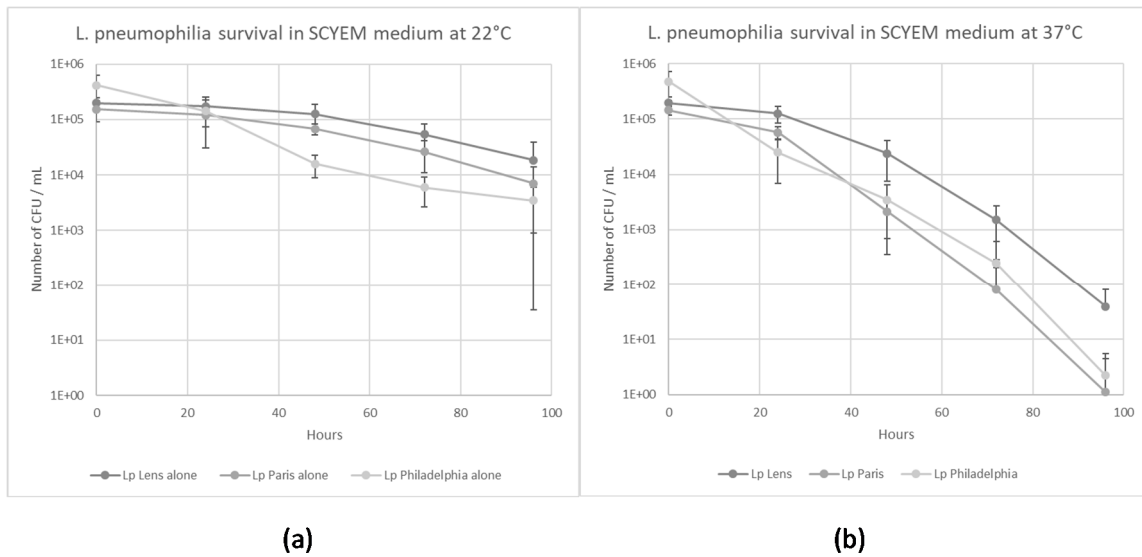 L. pneumophilia survival in SCYEM medium at 22°C
1E+06
1E+05
1E+04
1E+03
1E+02
1E+01
1E+00
Number of CFU / mL
0 20 40 60 80 100
Hours
Lp Lens alone Lp Paris alone Lp Philadelphia alone
(a)
L. pneumophilia survival in SCYEM medium at 37°C
1E+06
1E+05
1E+04
1E+03
1E+02
1E+01
1E+00
Number of CFU / mL
0 20 40 60 80 100
Hours
Lp Lens Lp Paris Lp Philadelphia
(b)